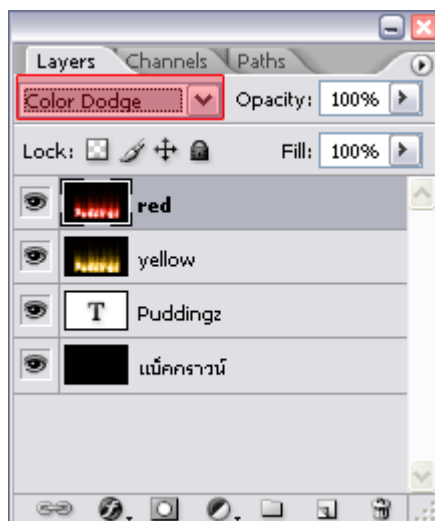 Layers Channels Paths
Color Dodge Opacity: 100%
Lock: Fill: 100%
red
yellow
T Puddingz
แบ็คกราวน์